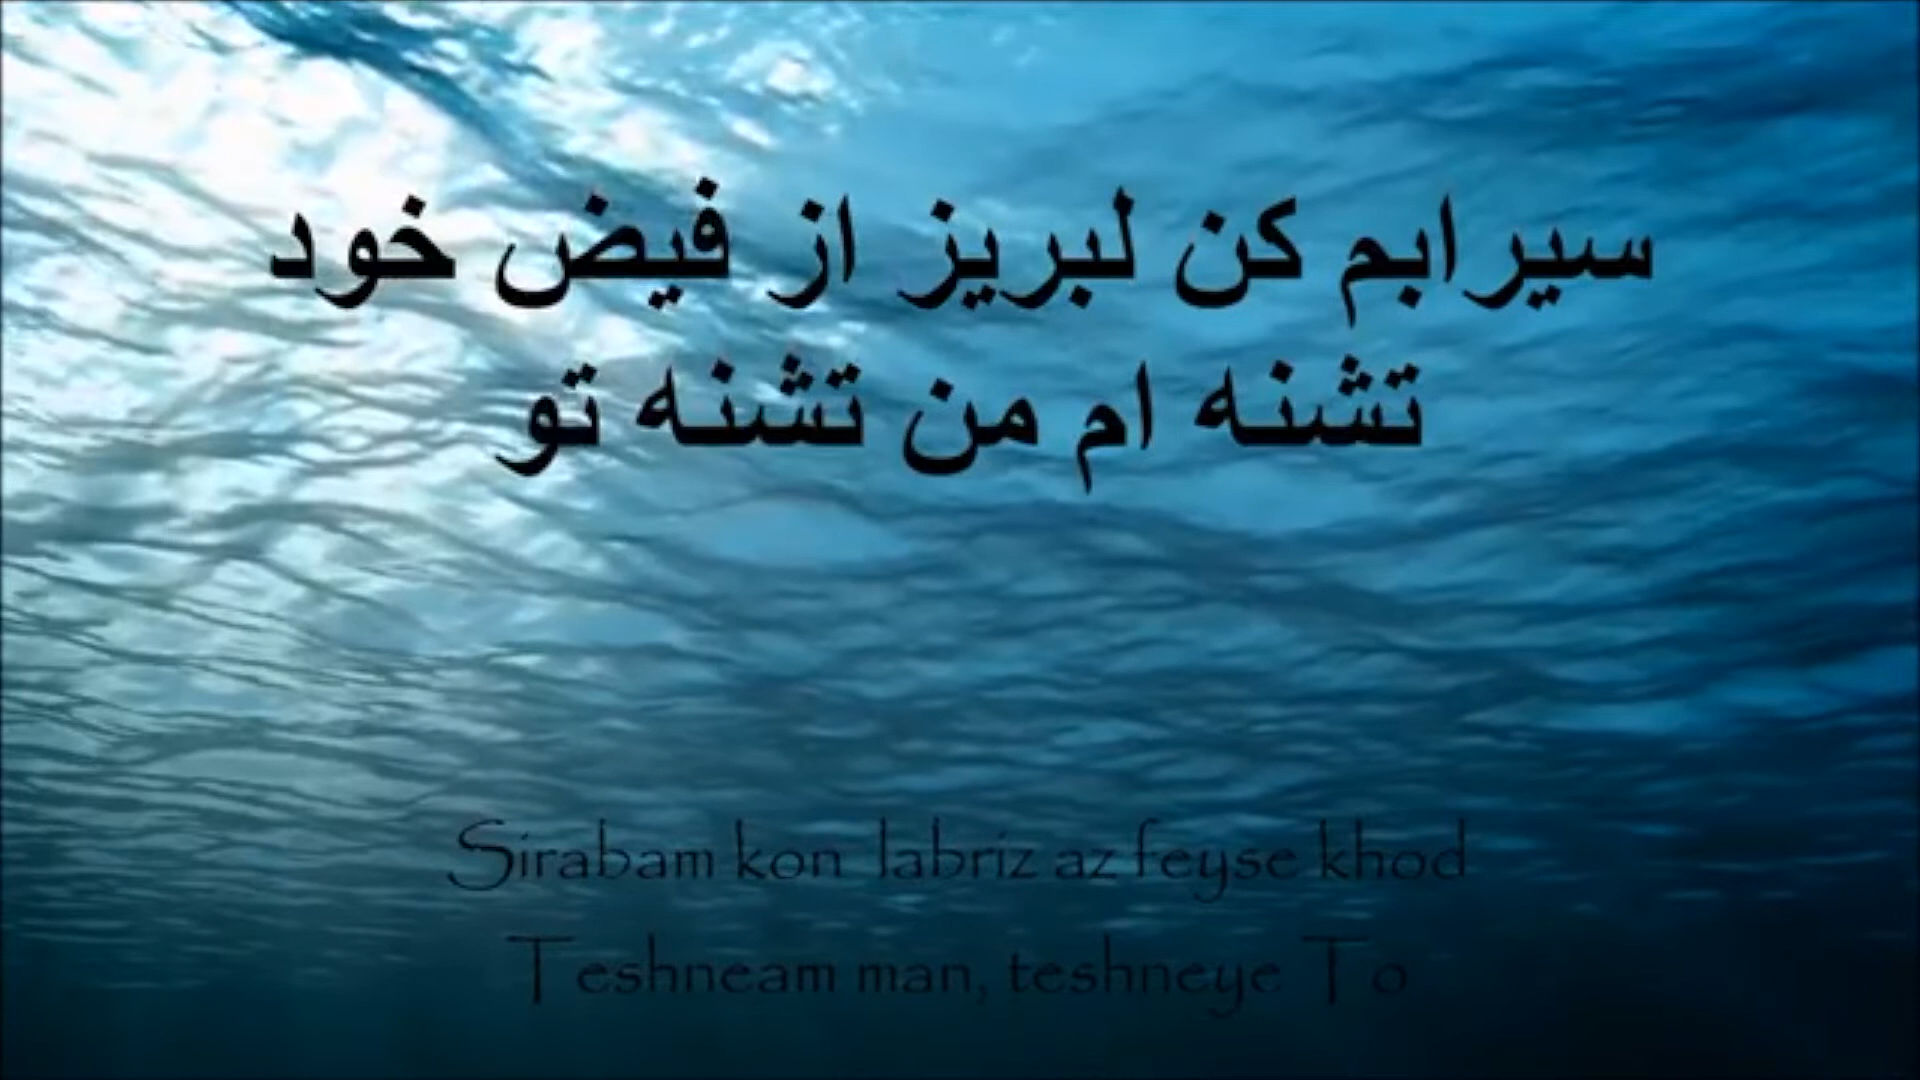 سیرابم کن لبریز از فیض خود
تشنه ام من تشنه تو
Sirabam kon labriz az feyse khod
Teshneam man, teshneye To